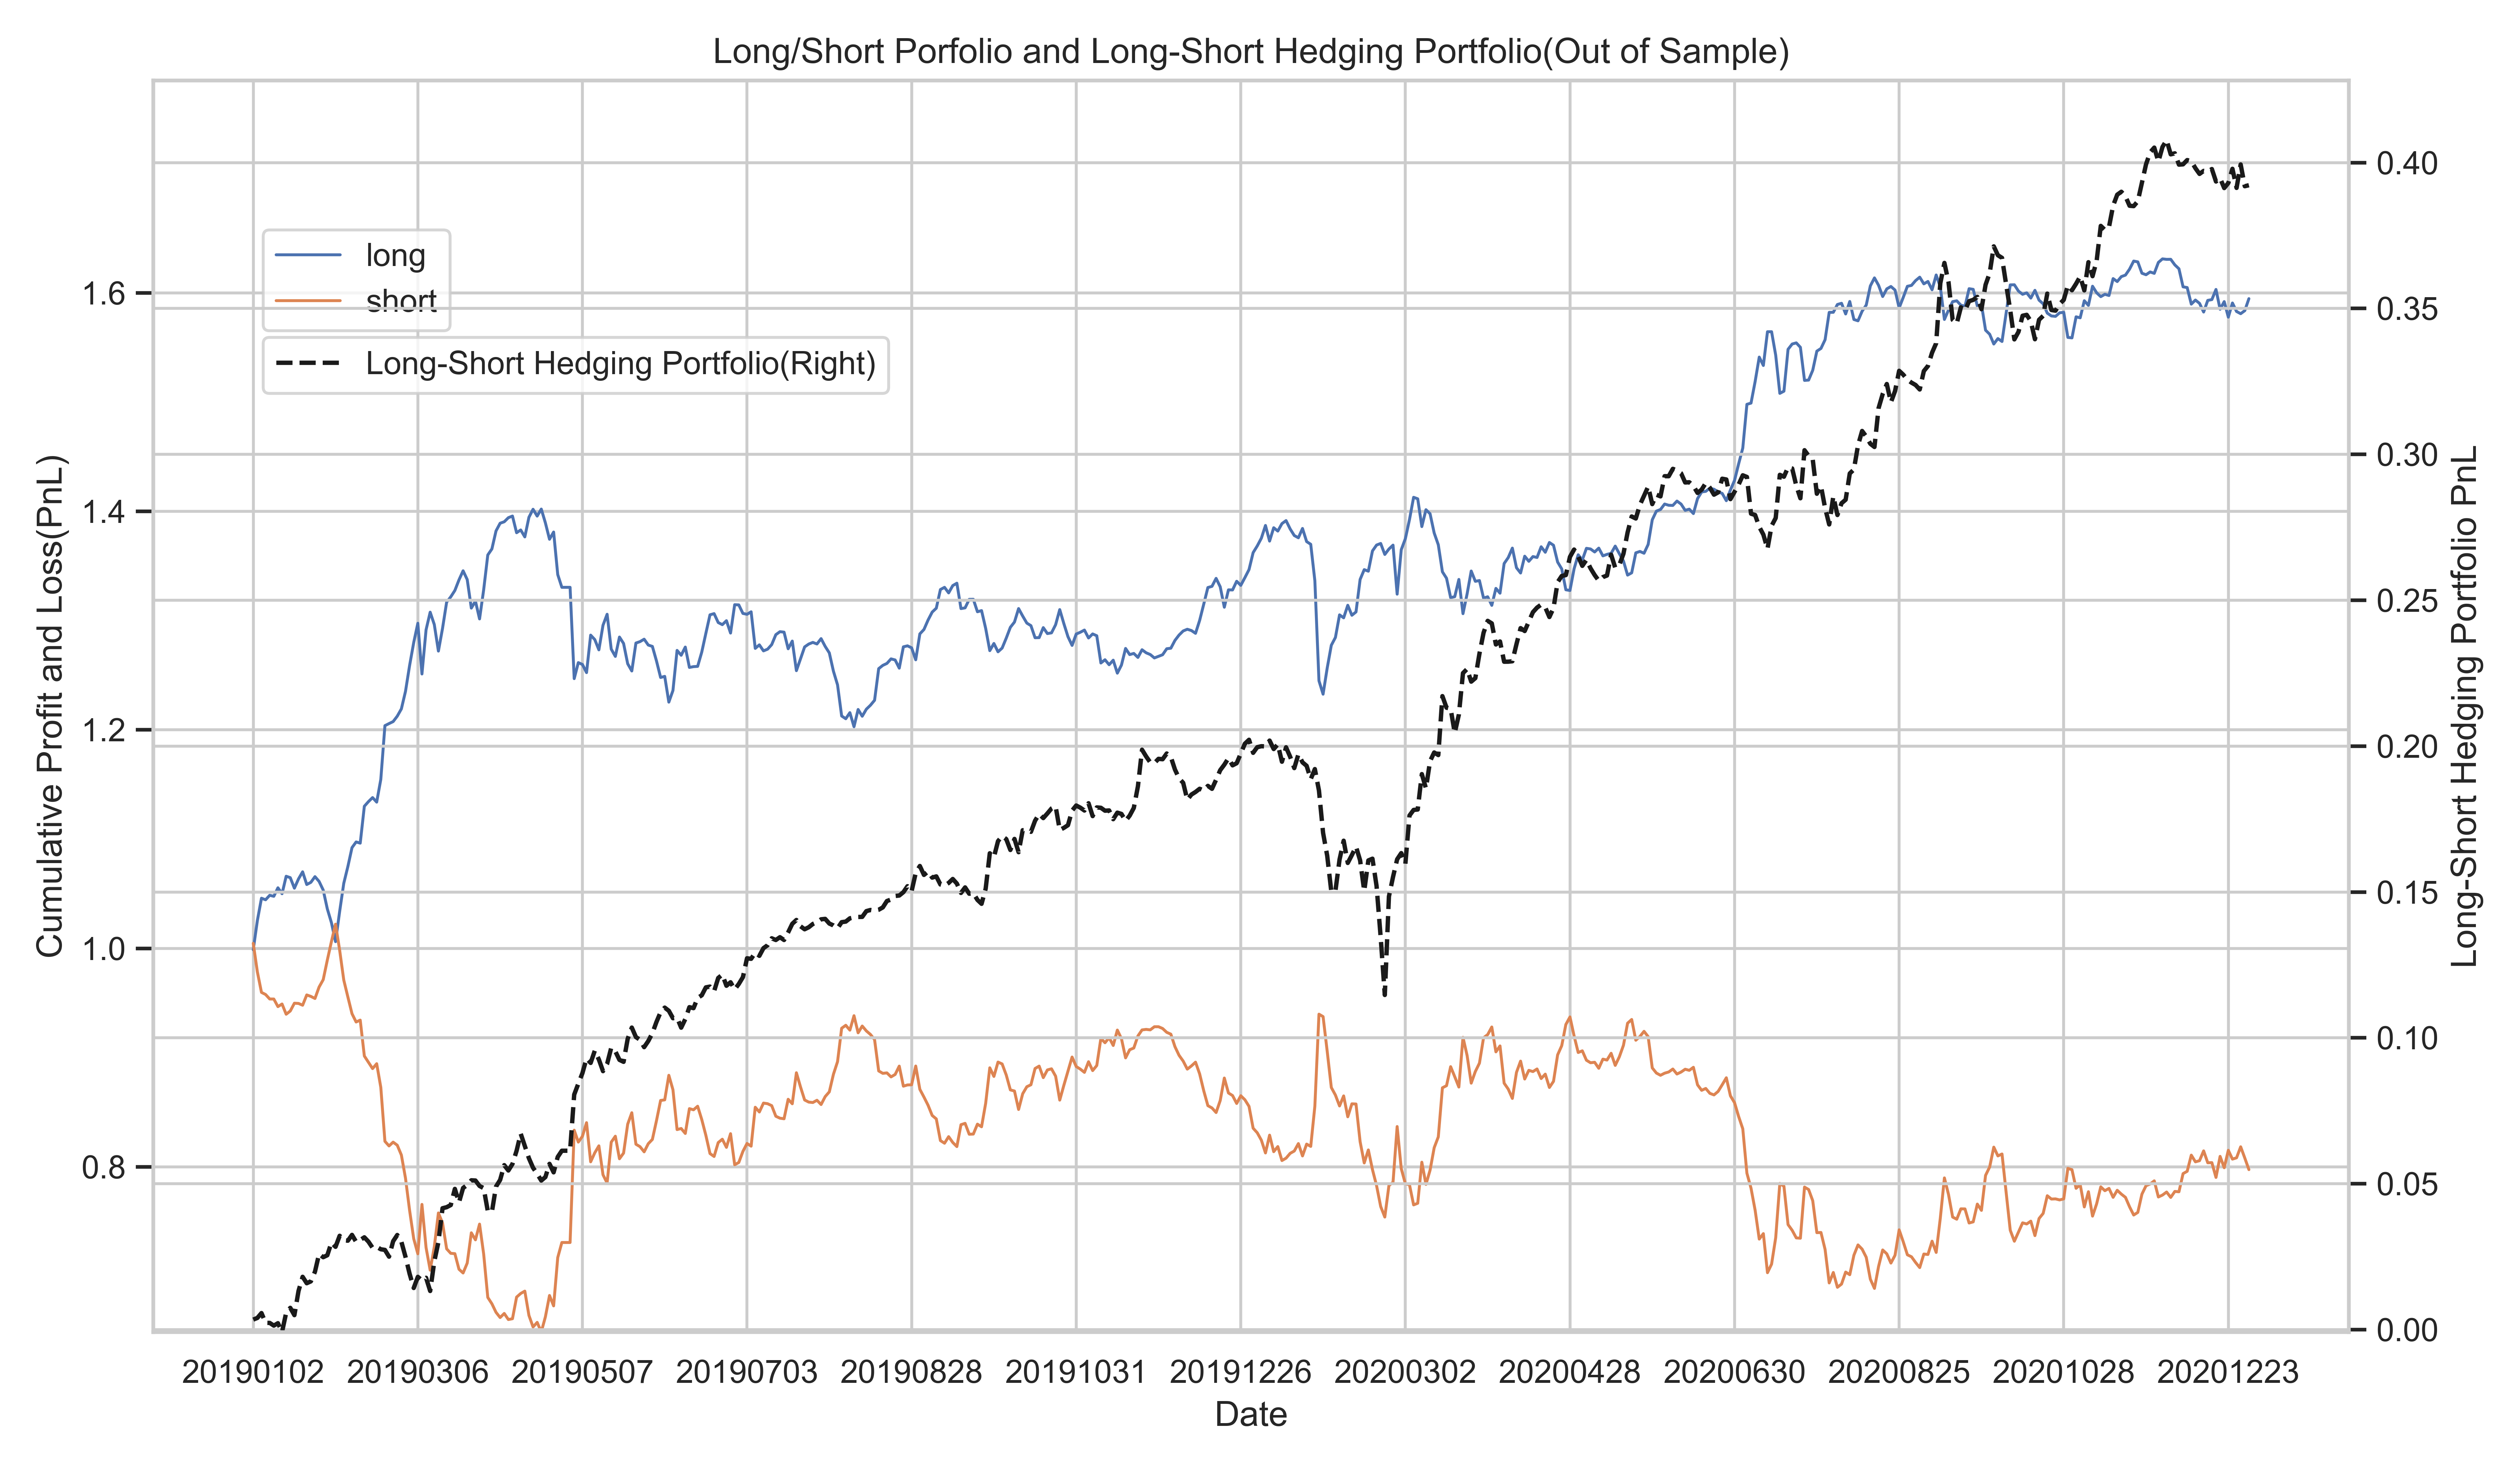 Long/Short Porfolio and Long-Short Hedging Portfolio(Out of Sample)
long
short
Long-Short Hedging Portfolio(Right)
Cumulative Profit and Loss(PnL)
1.6
1.4
1.2
1.0
0.8
0.40
0.35
0.30
0.25
0.20
0.15
0.10
0.05
0.00
Long-Short Hedging Portfolio PnL
20190102 20190306 20190507 20190703 20190828 20191031 20191226 20200302 20200428 20200630 20200825 20201028 20201223
Date